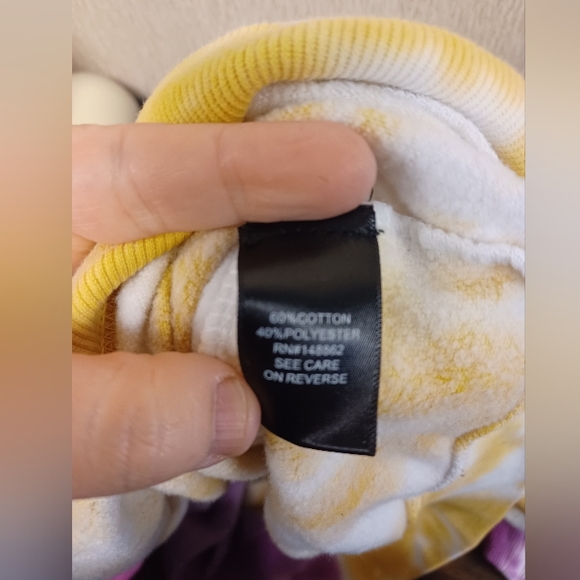 60%COTTON
40%POLYESTER
RN#148562
SEE CARE
ON REVERSE